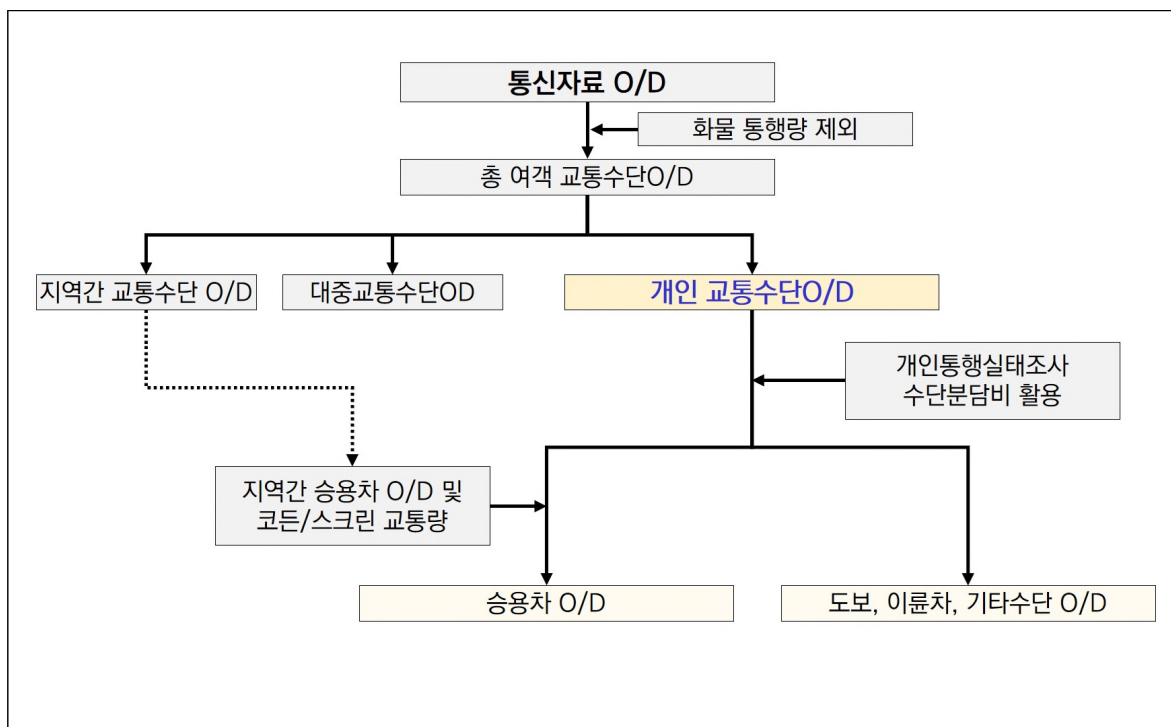 통신자료 O/D
화물 통행량 제외
총 여객 교통수단O/D
지역간 교통수단 O/D
대중교통수단OD
개인 교통수단O/D
개인통행실태조사
수단분담비 활용
지역간 승용차 O/D 및
코든/스크린 교통량
승용차 O/D
도보, 이륜차, 기타수단 O/D